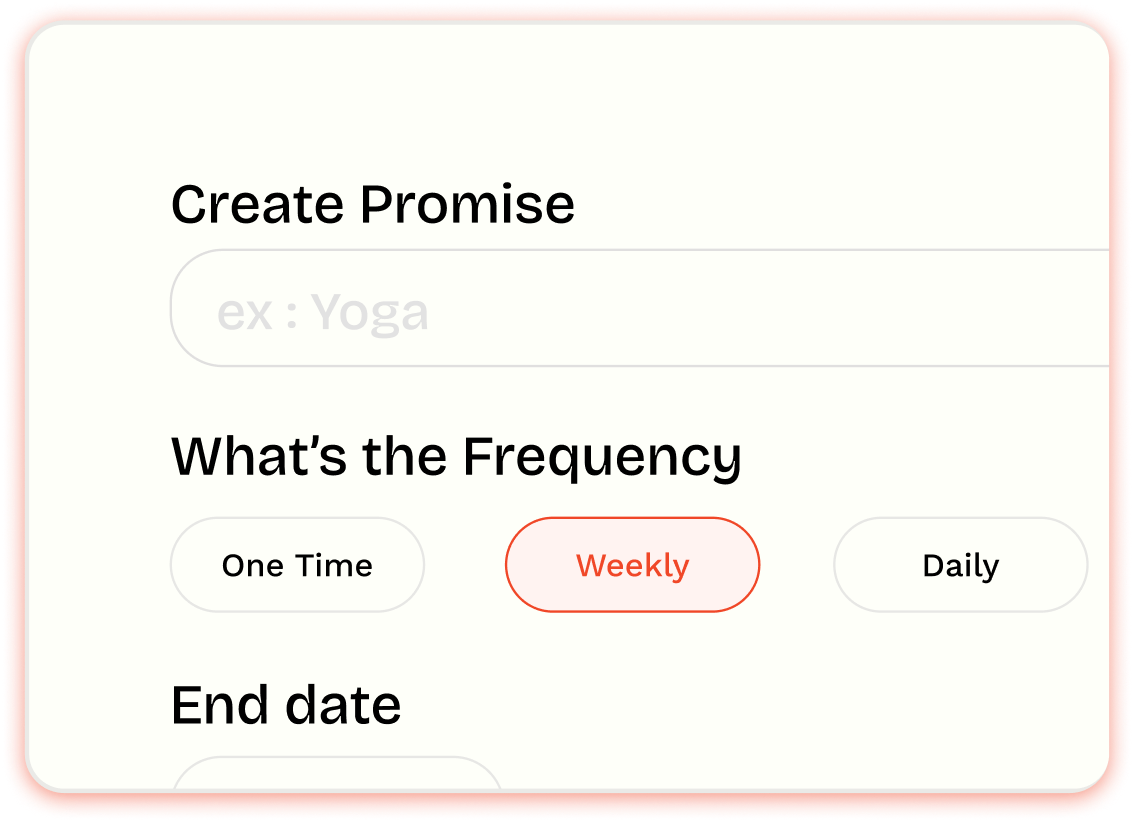 Create Promise
ex : Yoga
What’s the Frequency
One Time Weekly Daily
End date